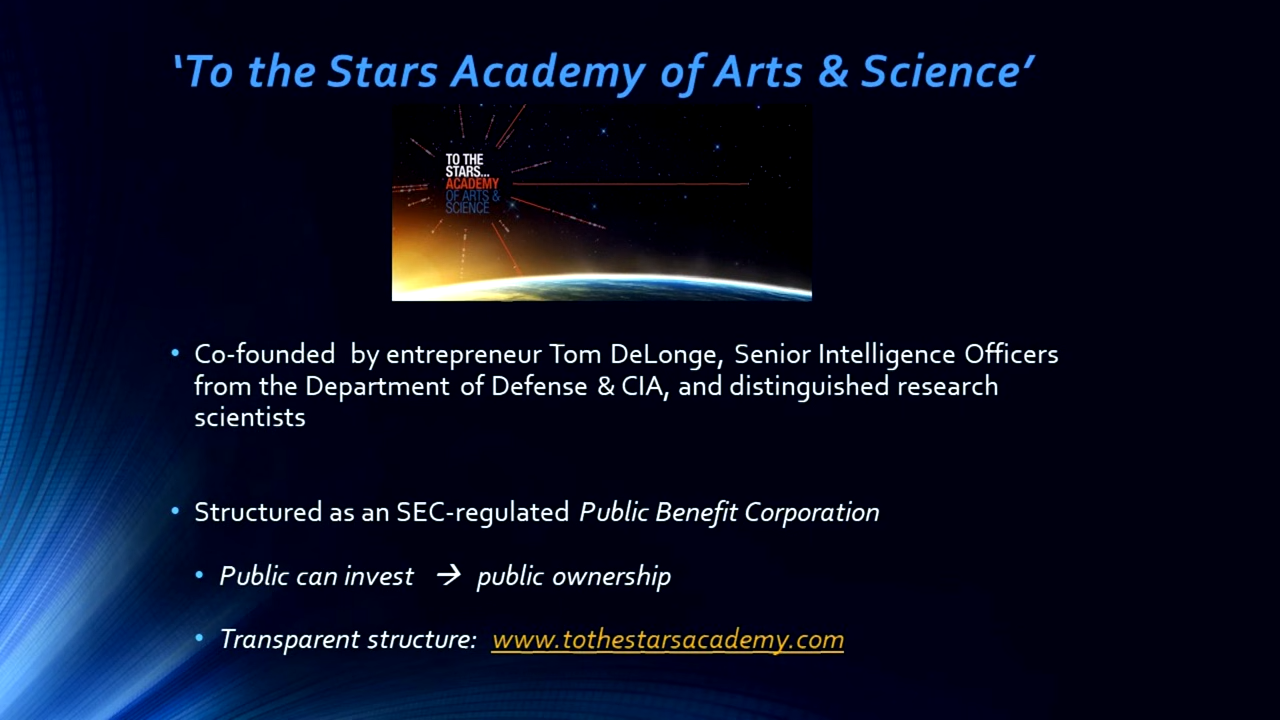 ‘To the Stars Academy of Arts & Science’
TO THE
STARS...
ACADEMY
OF ARTS &
SCIENCE
• Co-founded by entrepreneur Tom DeLonge, Senior Intelligence Officers
from the Department of Defense & CIA, and distinguished research
scientists
• Structured as an SEC-regulated Public Benefit Corporation
• Public can invest → public ownership
• Transparent structure: www.tothestarsacademy.com